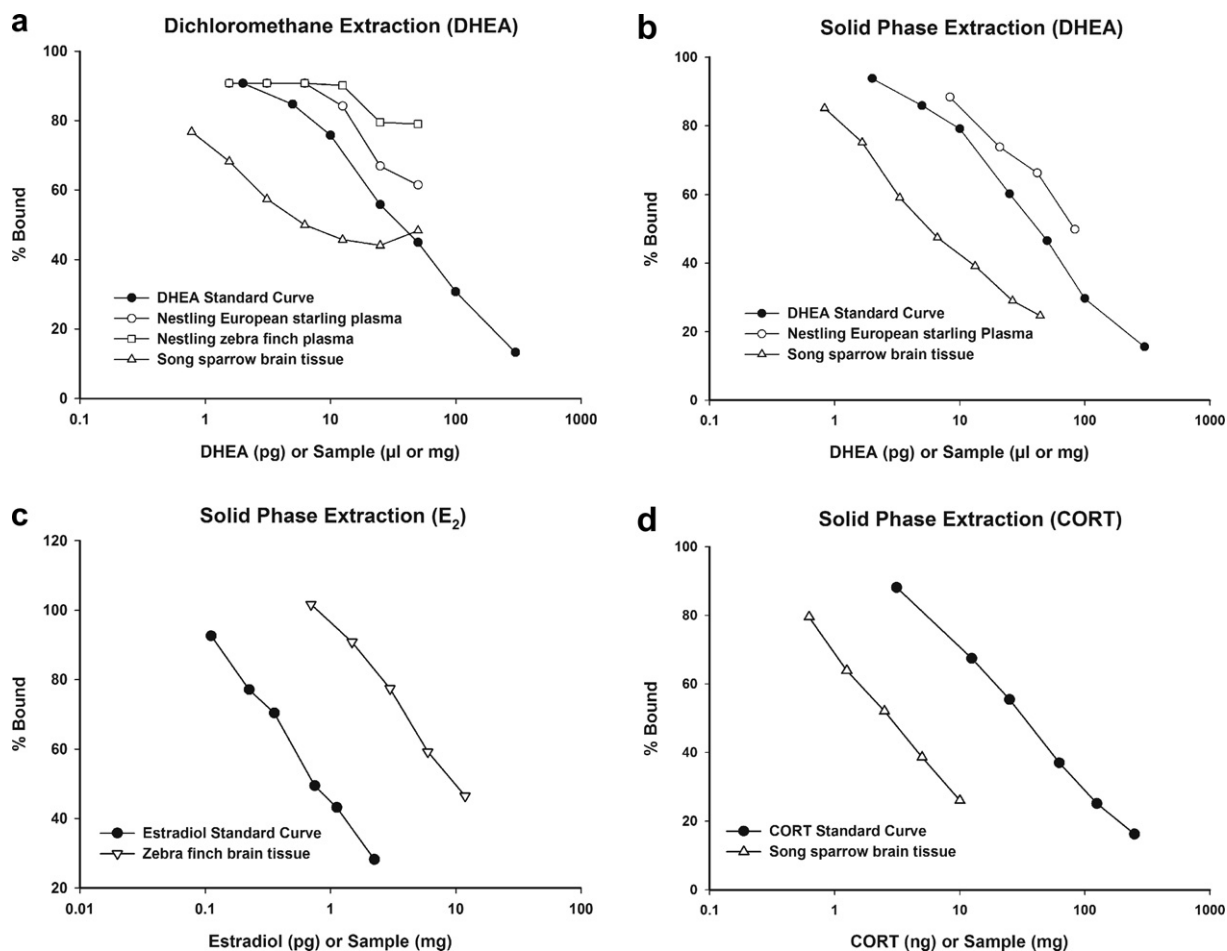 a
Dichloromethane Extraction (DHEA)
100
80
60
40
20
0
% Bound
DHEA Standard Curve
Nestling European starling plasma
Nestling zebra finch plasma
Song sparrow brain tissue
0.1 1 10 100 1000
DHEA (pg) or Sample (µl or mg)
b
Solid Phase Extraction (DHEA)
100
80
60
40
20
0
% Bound
DHEA Standard Curve
Nestling European starling Plasma
Song sparrow brain tissue
0.1 1 10 100 1000
DHEA (pg) or Sample (µl or mg)
c
Solid Phase Extraction (E₂)
120
100
80
60
40
20
% Bound
Estradiol Standard Curve
Zebra finch brain tissue
0.01 0.1 1 10 100
Estradiol (pg) or Sample (mg)
d
Solid Phase Extraction (CORT)
100
80
60
40
20
0
% Bound
CORT Standard Curve
Song sparrow brain tissue
0.1 1 10 100 1000
CORT (ng) or Sample (mg)